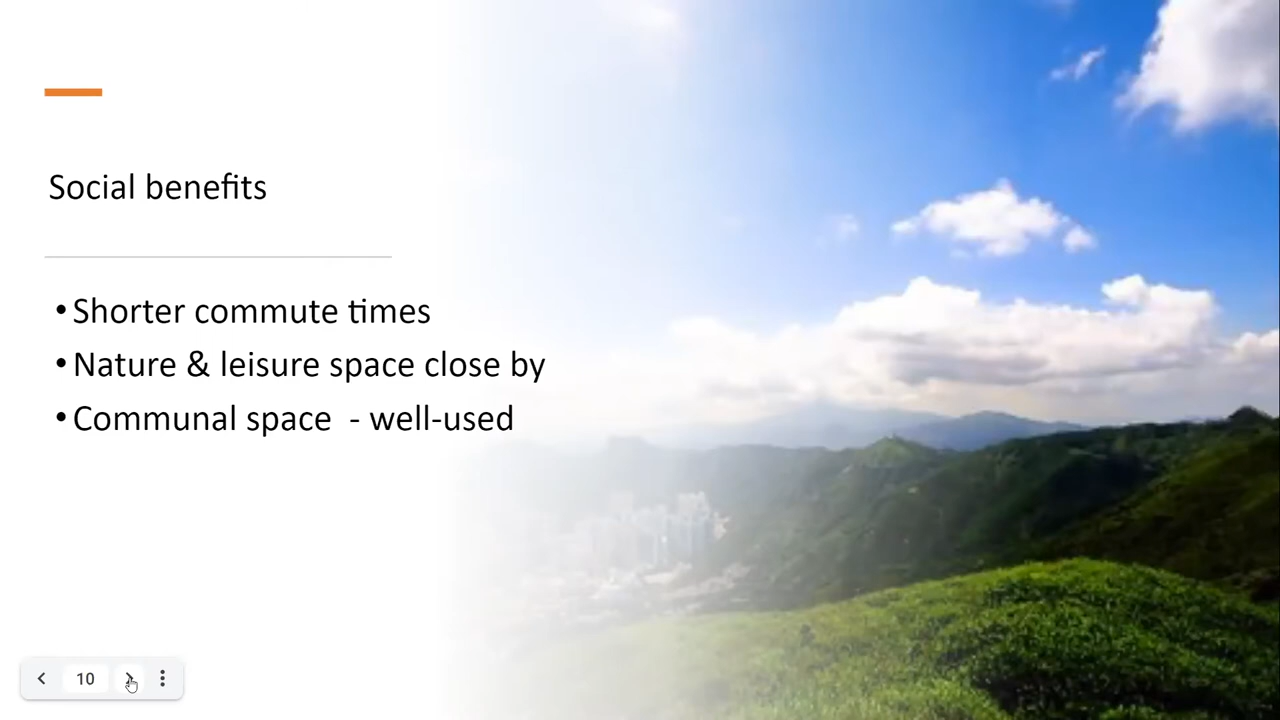 Social benefits
•Shorter commute times
•Nature & leisure space close by
•Communal space  - well-used
10